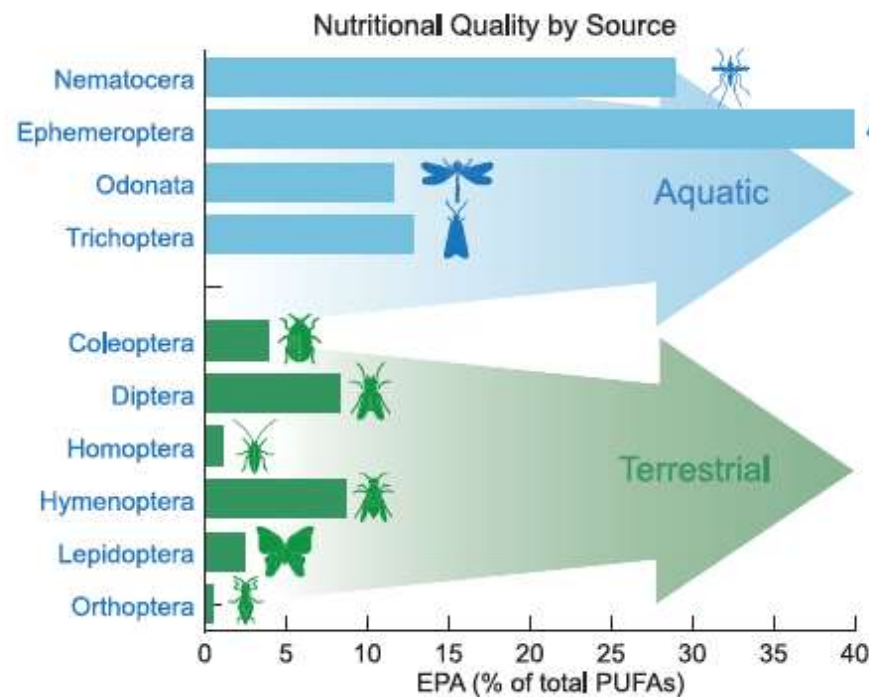 Nutritional Quality by Source
Nematocera
Ephemeroptera
Odonata
Trichoptera
Aquatic
Coleoptera
Diptera
Homoptera
Hymenoptera
Lepidoptera
Orthoptera
Terrestrial
0 5 10 15 20 25 30 35 40
EPA (% of total PUFAs)